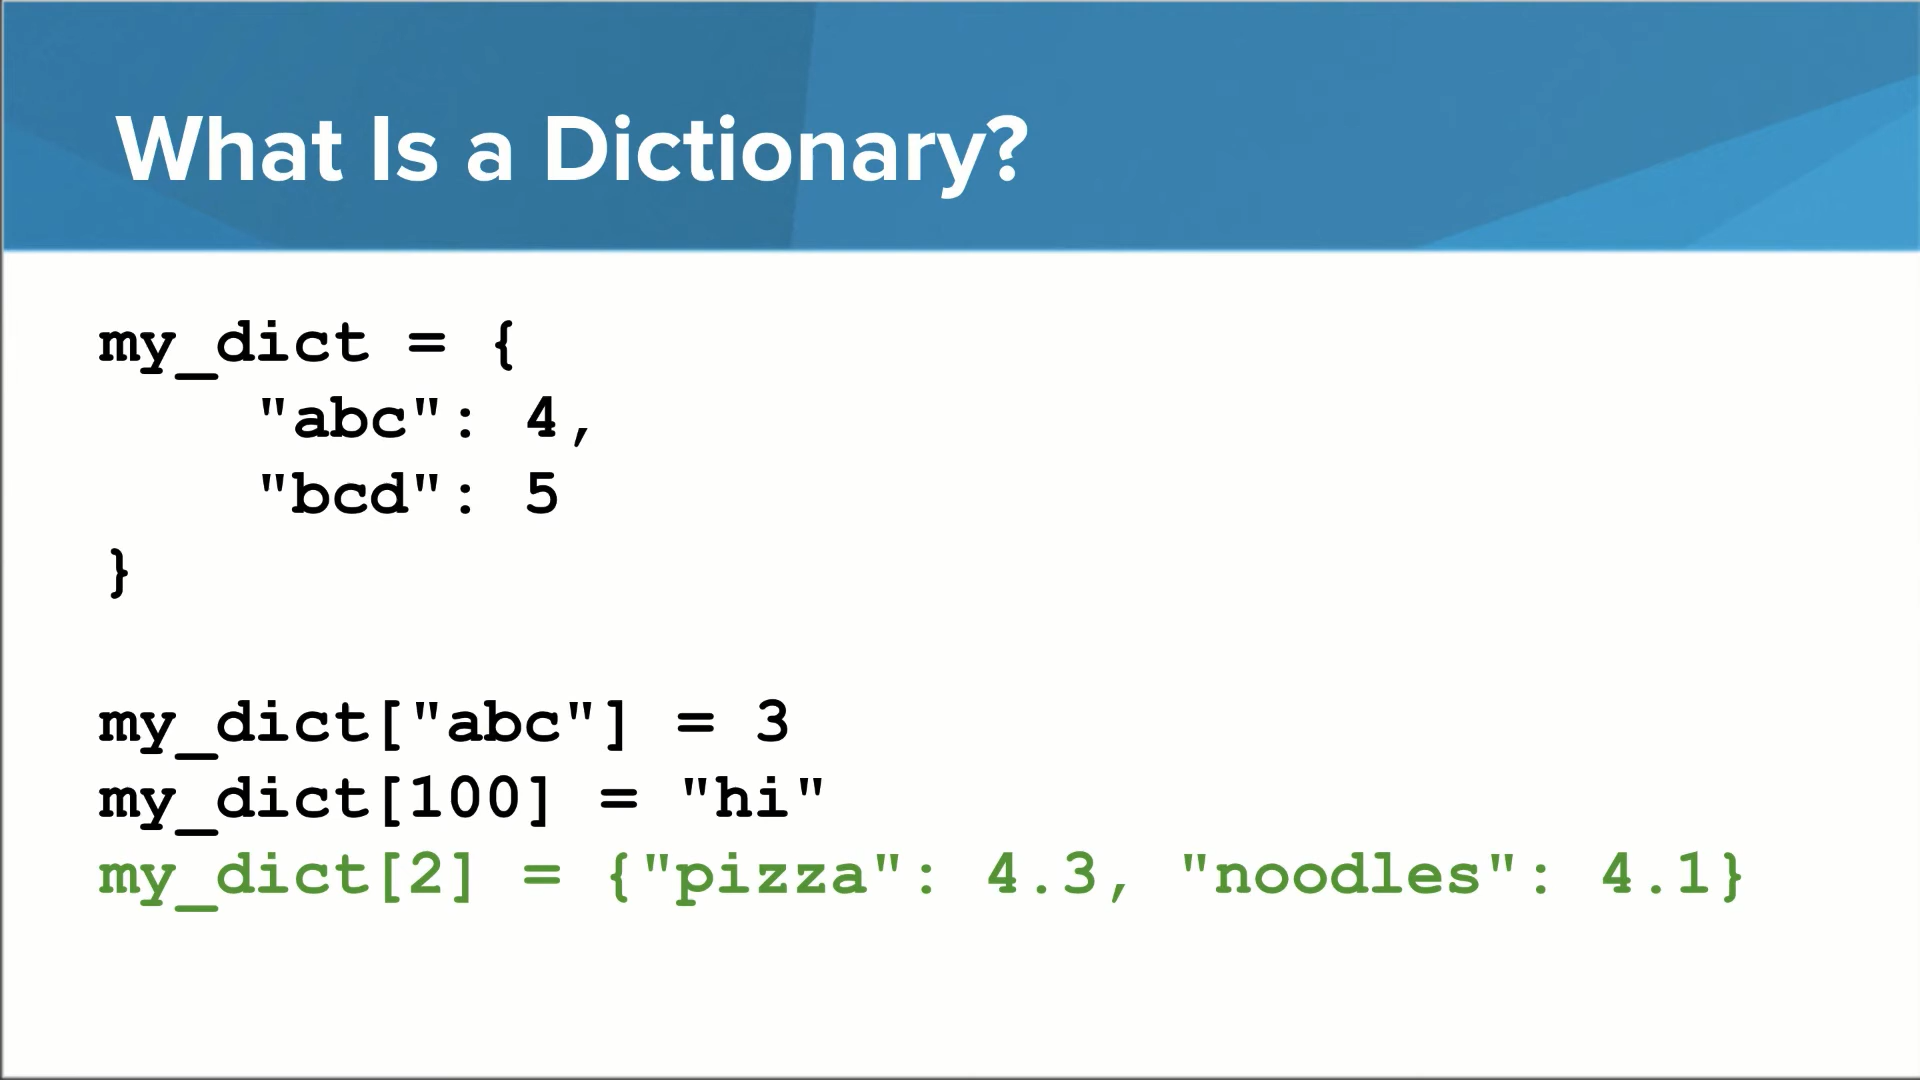 What Is a Dictionary?
my_dict = {
    "abc": 4,
    "bcd": 5
}
my_dict["abc"] = 3
my_dict[100] = "hi"
my_dict[2] = {"pizza": 4.3, "noodles": 4.1}